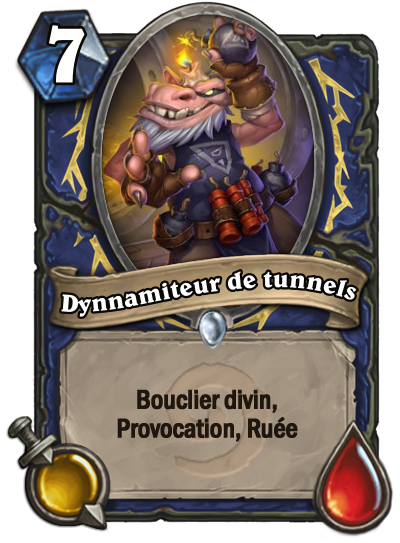 7
Dynnamiteur de tunnels
Bouclier divin,
Provocation, Ruée